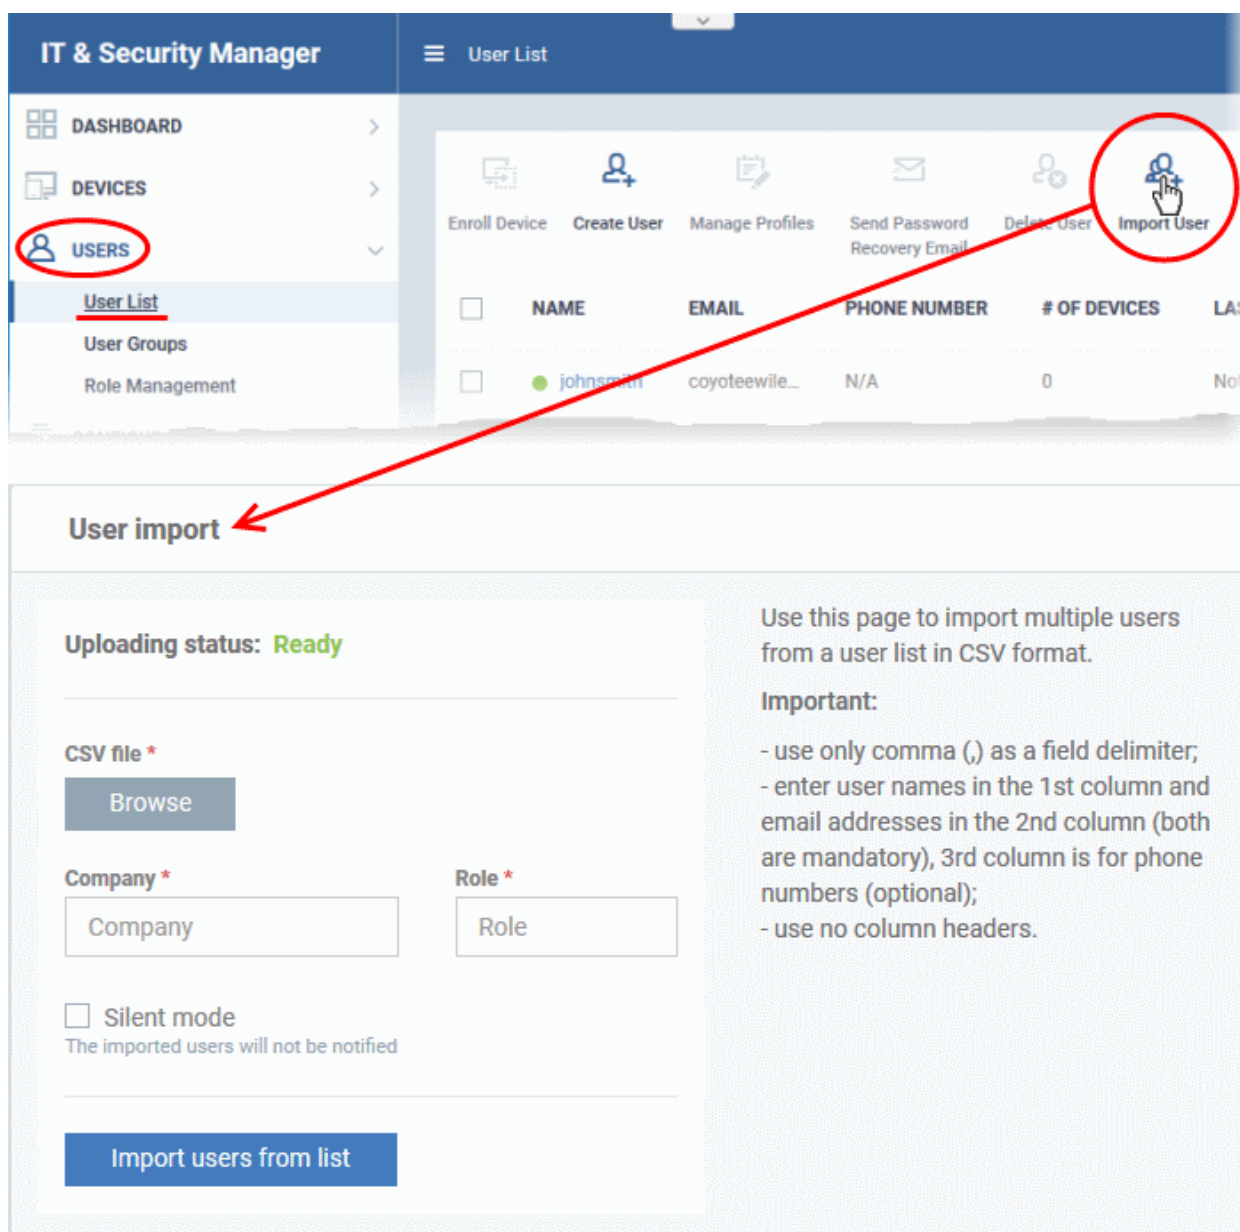 IT & Security Manager
User List
DASHBOARD
DEVICES
USERS
User List
User Groups
Role Management
Enroll Device
Create User
Manage Profiles
Send Password
Recovery Email
Delete User
Import User
NAME
EMAIL
PHONE NUMBER
# OF DEVICES
johnsmith
coyoteewile...
N/A
0
User import
Uploading status: Ready
CSV file *
Browse
Company *
Role *
Company
Role
Silent mode
The imported users will not be notified
Import users from list
Use this page to import multiple users
from a user list in CSV format.
Important:
- use only comma (,) as a field delimiter;
- enter user names in the 1st column and
email addresses in the 2nd column (both
are mandatory), 3rd column is for phone
numbers (optional);
- use no column headers.